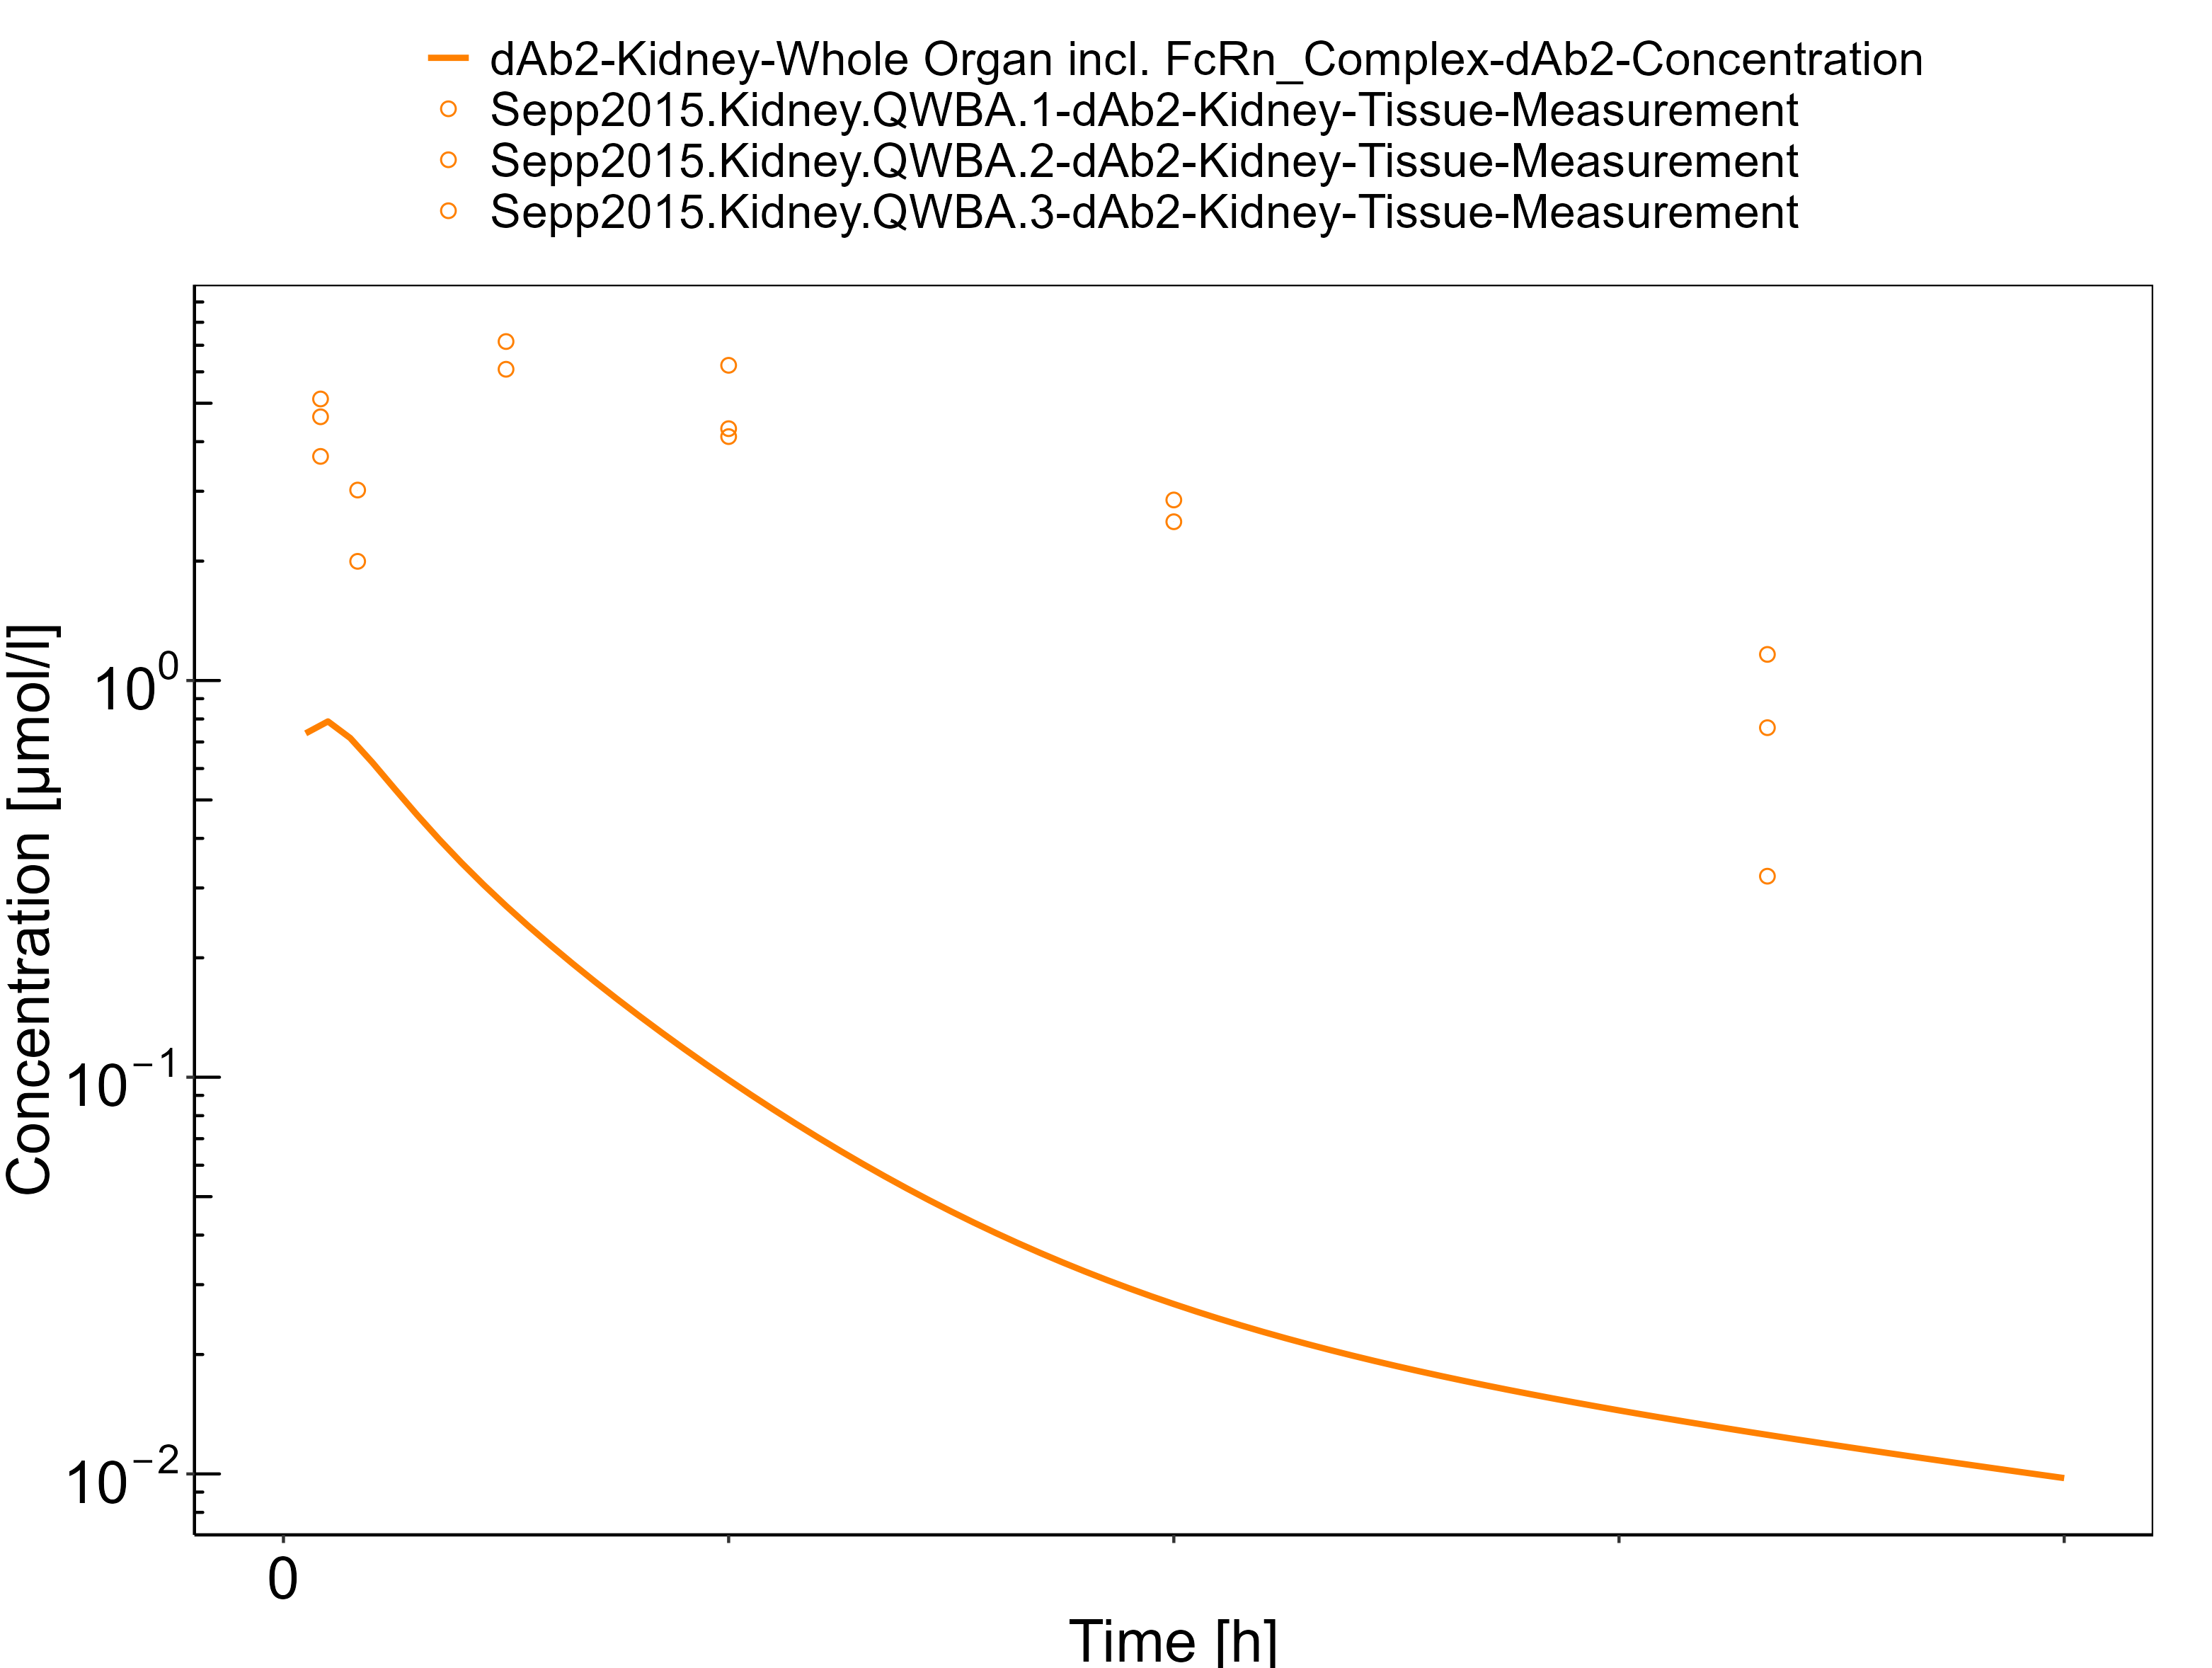 dAb2-Kidney-Whole Organ incl. FcRn_Complex-dAb2-Concentration
Sepp2015.Kidney.QWBA.1-dAb2-Kidney-Tissue-Measurement
Sepp2015.Kidney.QWBA.2-dAb2-Kidney-Tissue-Measurement
Sepp2015.Kidney.QWBA.3-dAb2-Kidney-Tissue-Measurement
Concentration [µmol/l]
10⁰
10⁻¹
10⁻²
0
Time [h]